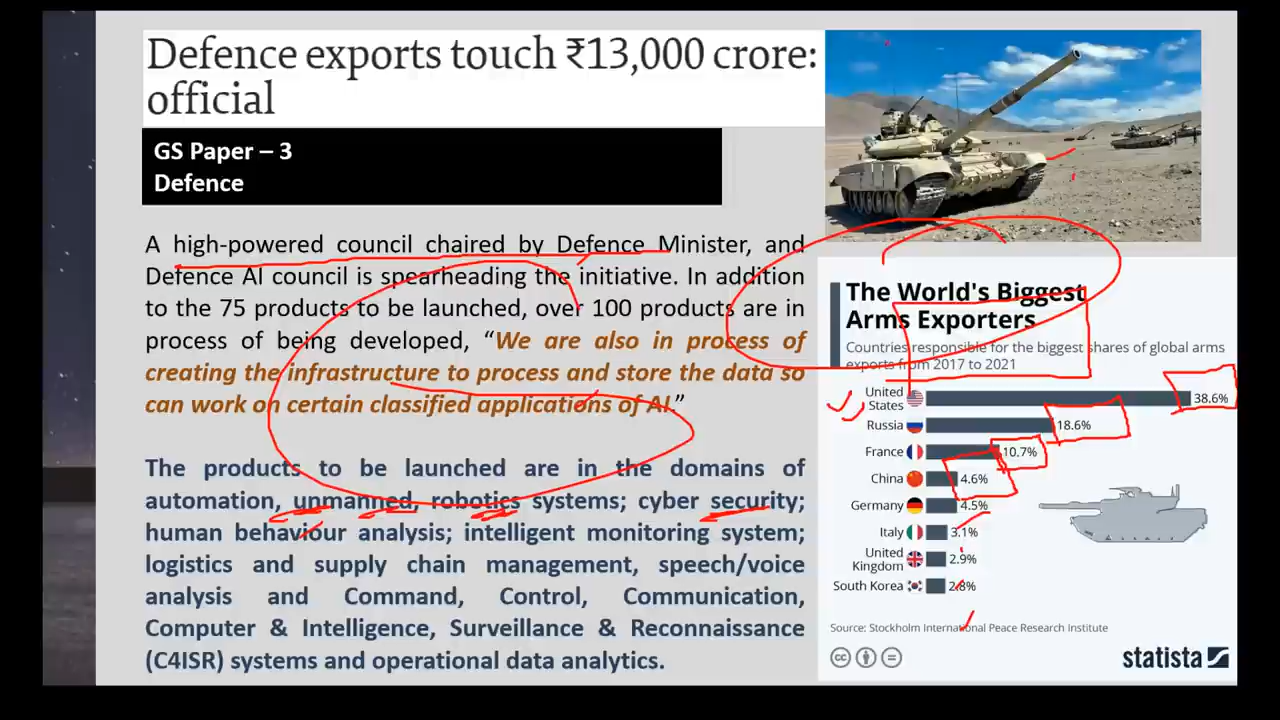 Defence exports touch ₹13,000 crore:
official
GS Paper – 3
Defence
A high-powered council chaired by Defence Minister, and
Defence AI council is spearheading the initiative. In addition
to the 75 products to be launched, over 100 products are in
process of being developed, “We are also in process of
creating the infrastructure to process and store the data so
can work on certain classified applications of AI.”
The products to be launched are in the domains of
automation, unmanned, robotics systems; cyber security;
human behaviour analysis; intelligent monitoring system;
logistics and supply chain management, speech/voice
analysis and Command, Control, Communication,
Computer & Intelligence, Surveillance & Reconnaissance
(C4ISR) systems and operational data analytics.
The World's Biggest
Arms Exporters
Countries responsible for the biggest shares of global arms
exports from 2017 to 2021
United
States 38.6%
Russia 18.6%
France 10.7%
China 4.6%
Germany 4.5%
Italy 3.1%
United
Kingdom 2.9%
South Korea 2.8%
Source: Stockholm International Peace Research Institute
cc
statista